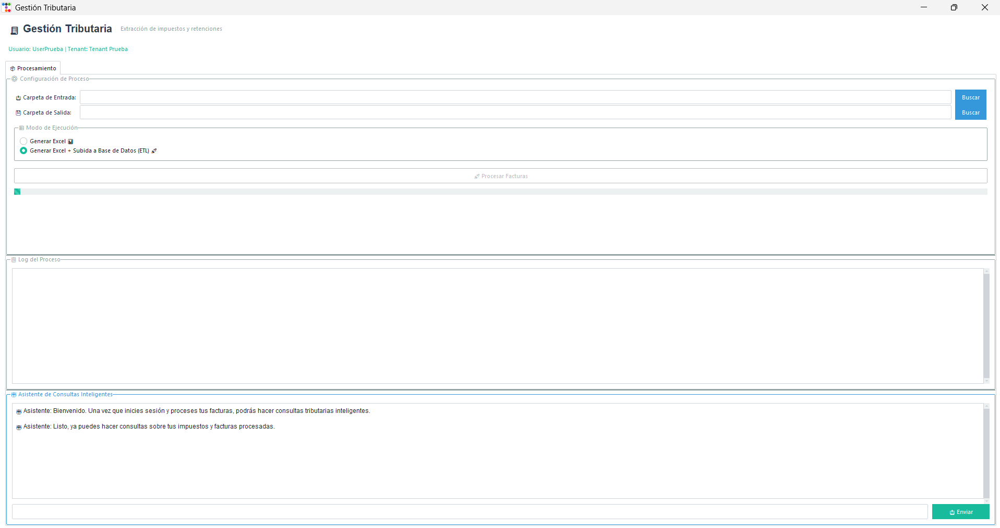 Gestión Tributaria
Gestión Tributaria Extracción de impuestos y retenciones
Usuario: UserPrueba | Tenant: Tenant Prueba
Procesamiento
Configuración de Proceso
Carpeta de Entrada: Buscar
Carpeta de Salida: Buscar
Modo de Ejecución
Generar Excel
Generar Excel + Subida a Base de Datos (ETL)
Procesar Facturas
Log del Proceso
Asistente de Consultas Inteligentes
Asistente: Bienvenido. Una vez que inicies sesión y proceses tus facturas, podrás hacer consultas tributarias inteligentes.
Asistente: Listo, ya puedes hacer consultas sobre tus impuestos y facturas procesadas.
Enviar